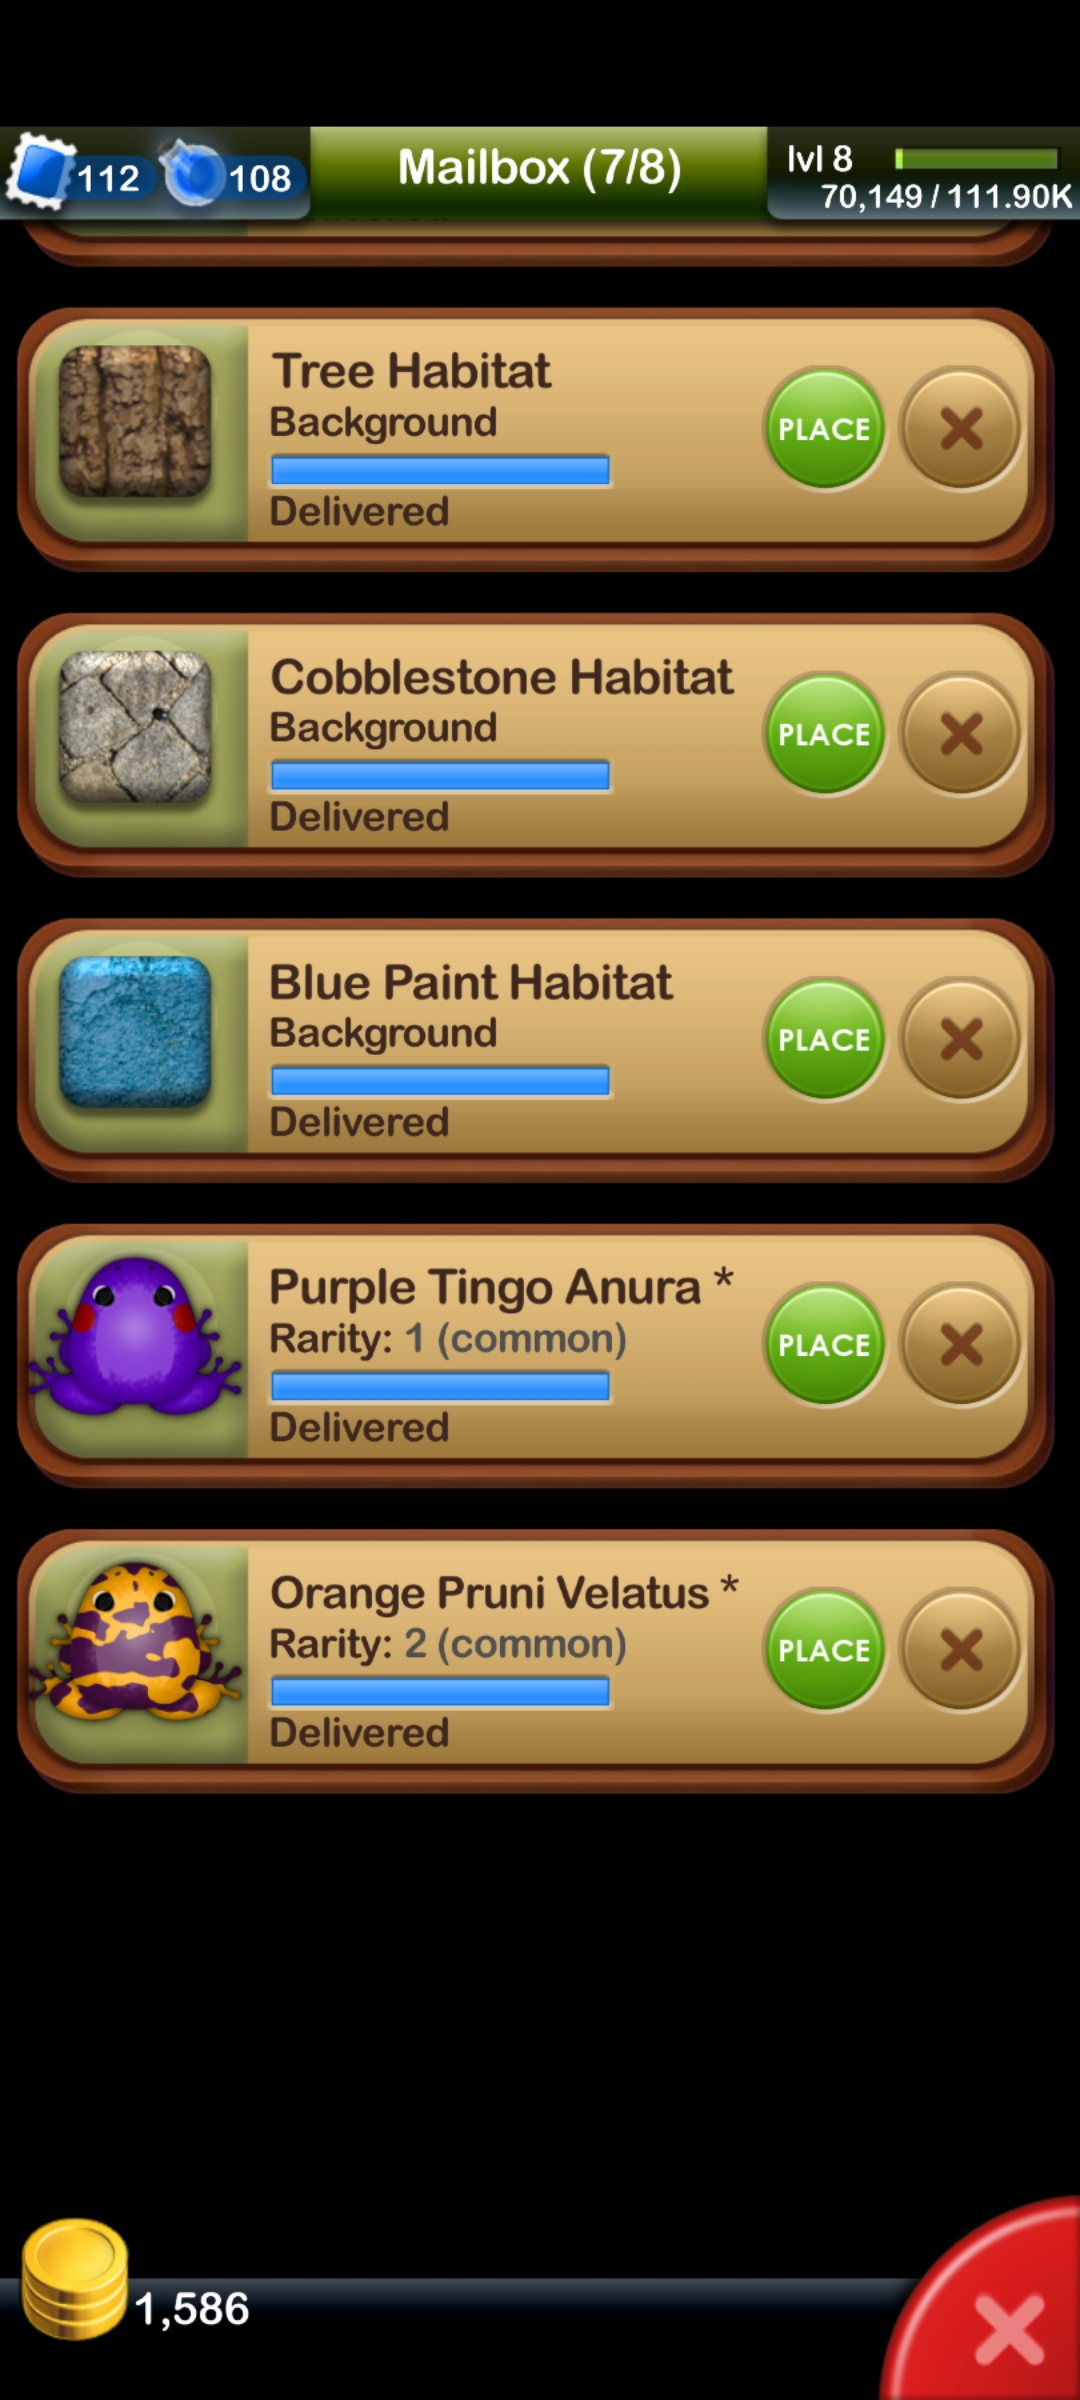 112
108
Mailbox (7/8)
lvl 8
70,149 / 111.90K
Tree Habitat
Background
Delivered
PLACE
Cobblestone Habitat
Background
Delivered
PLACE
Blue Paint Habitat
Background
Delivered
PLACE
Purple Tingo Anura *
Rarity: 1 (common)
Delivered
PLACE
Orange Pruni Velatus *
Rarity: 2 (common)
Delivered
PLACE
1,586